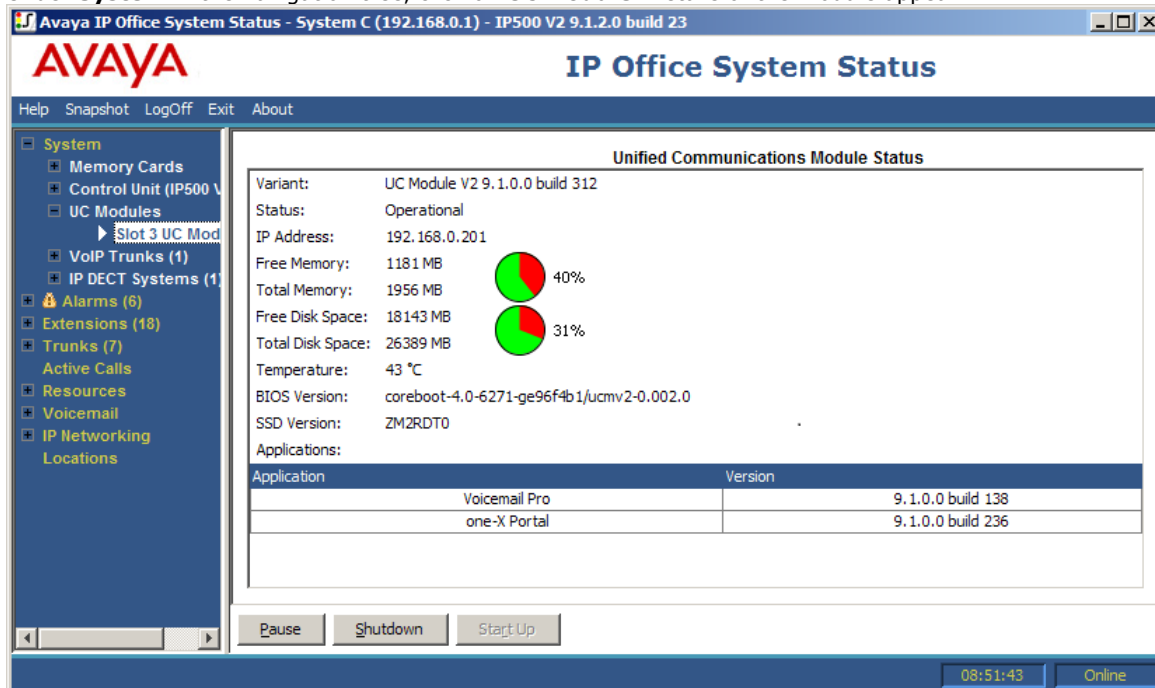 Avaya IP Office System Status - System C (192.168.0.1) - IP500 V2 9.1.2.0 build 23
AVAYA
IP Office System Status
Help Snapshot LogOff Exit About
System
Memory Cards
Control Unit (IP500 V
UC Modules
Slot 3 UC Mod
VoIP Trunks (1)
IP DECT Systems (1)
Alarms (6)
Extensions (18)
Trunks (7)
Active Calls
Resources
Voicemail
IP Networking
Locations
Unified Communications Module Status
Variant: UC Module V2 9.1.0.0 build 312
Status: Operational
IP Address: 192.168.0.201
Free Memory: 1181 MB
40%
Total Memory: 1956 MB
Free Disk Space: 18143 MB
31%
Total Disk Space: 26389 MB
Temperature: 43 °C
BIOS Version: coreboot-4.0-6271-ge96f4b1/ucmv2-0.002.0
SSD Version: ZM2RDT0
Applications:
Application Version
Voicemail Pro 9.1.0.0 build 138
one-X Portal 9.1.0.0 build 236
Pause Shutdown Start Up
08:51:43 Online